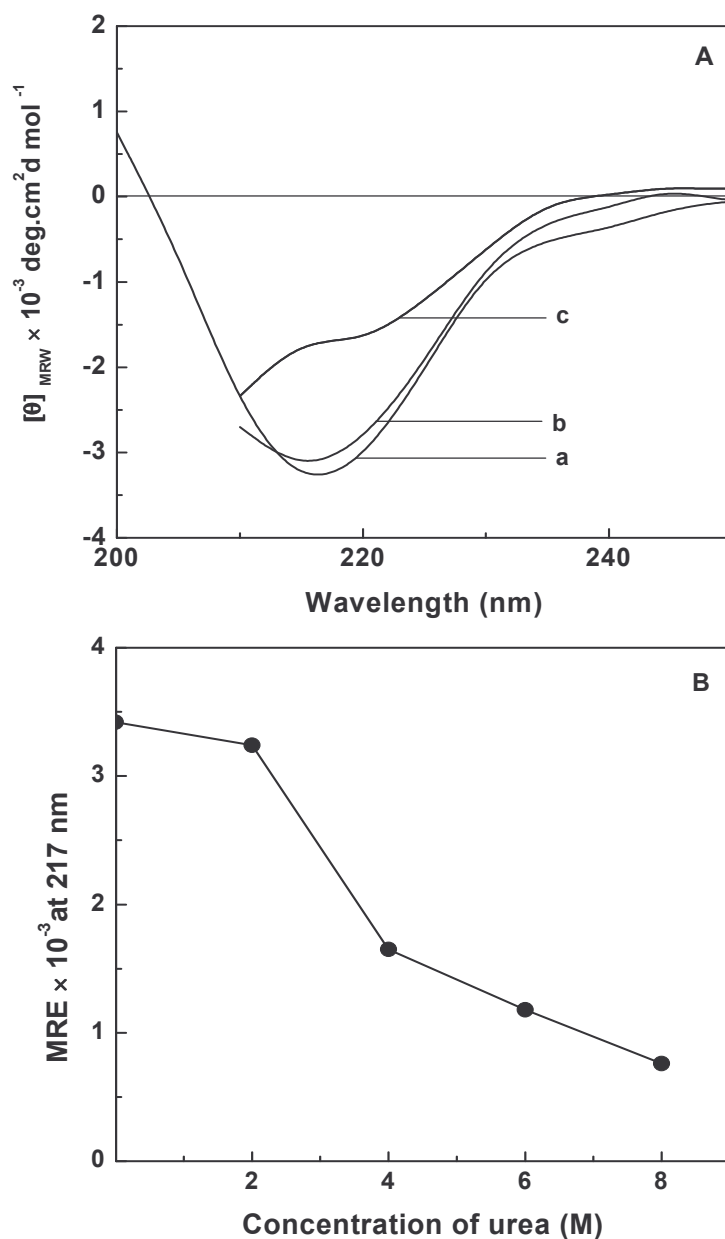 A
[θ] MRW × 10⁻³ deg.cm²d mol⁻¹
2
1
0
-1
-2
-3
-4
c
b
a
200
220
240
Wavelength (nm)
B
MRE × 10⁻³ at 217 nm
4
3
2
1
0
2
4
6
8
Concentration of urea (M)